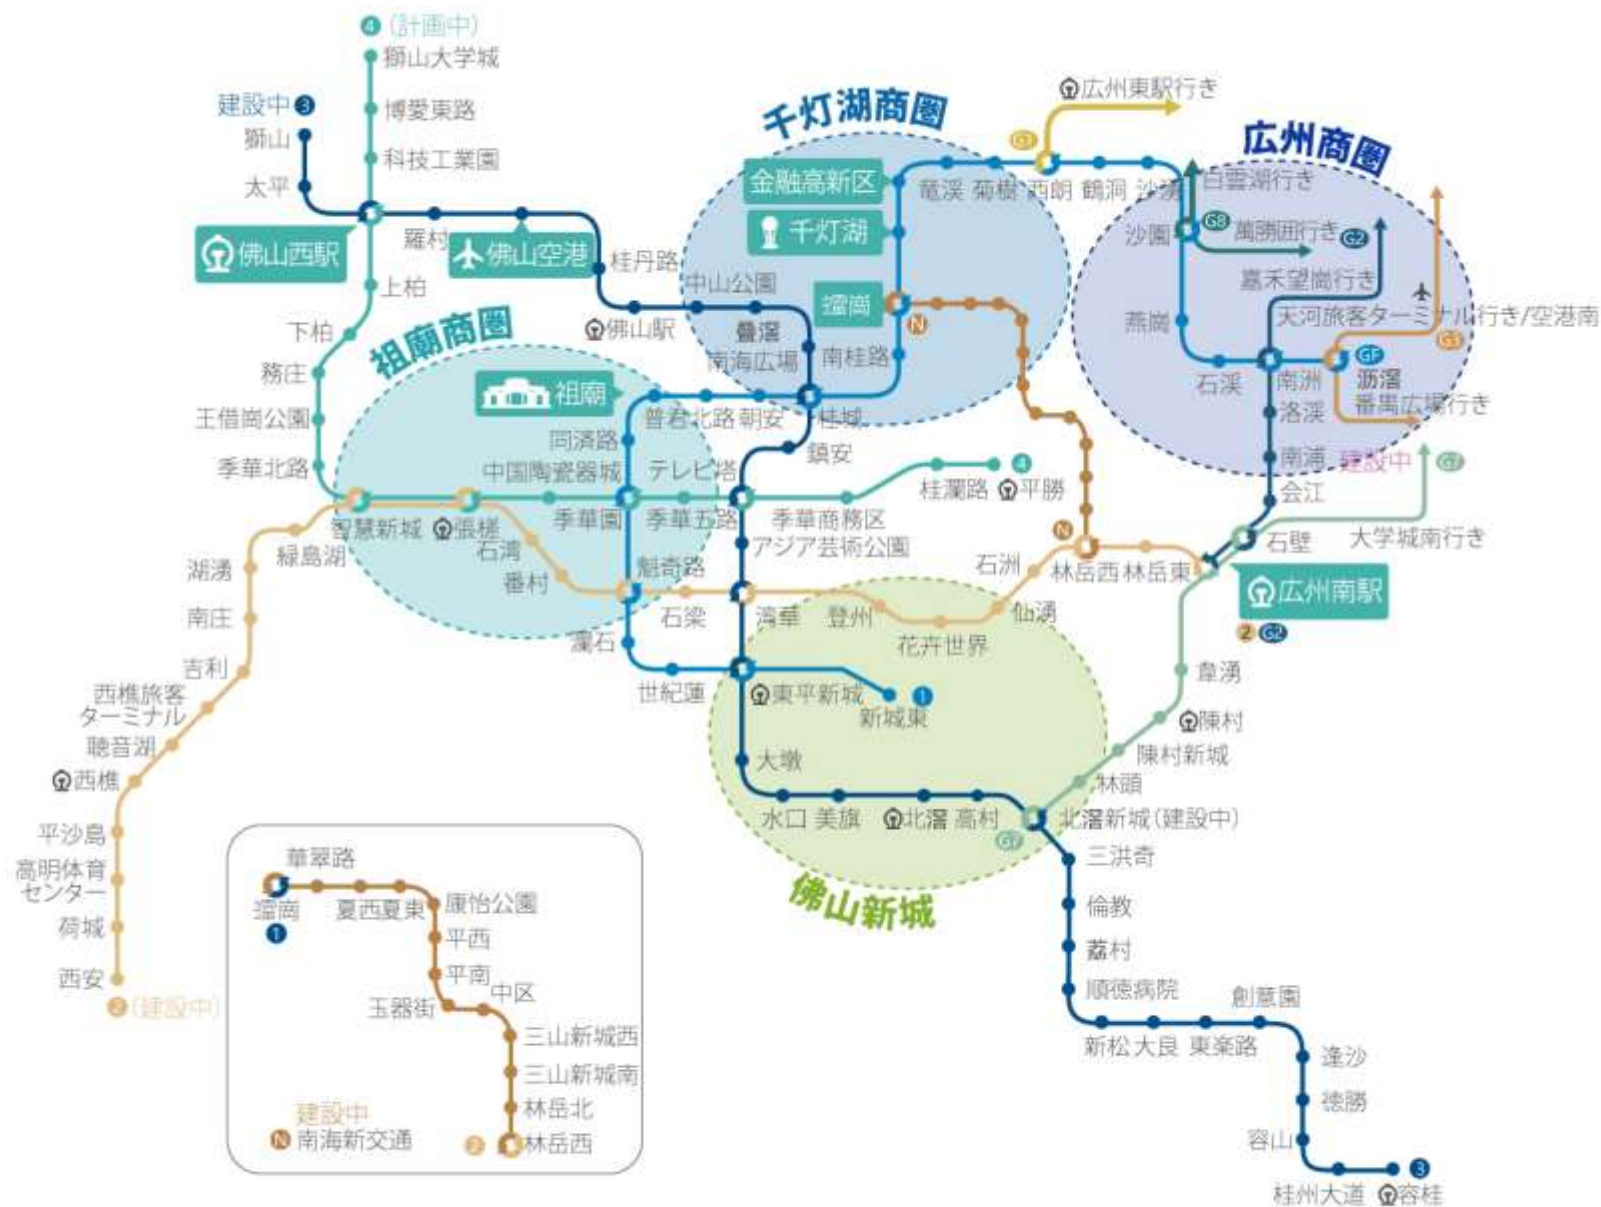 4 (計画中)
獅山大学城
建設中 3
博愛東路
獅山
科技工業園
太平
佛山西駅
羅村
佛山空港
上柏
桂丹路
下柏
佛山駅
中山公園
務庄
疊滘
南海広場
王借崗公園
季華北路
千灯湖商圏
金融高新区
千灯湖
N
南桂路
桂城
竜渓
菊樹
西朗
鶴洞
沙涌
G1
広州東駅行き
広州商圏
白雲湖行き
沙園
G8
萬勝囲行き
G2
嘉禾望崗行き
燕崗
天河旅客ターミナル行き/空港南
G3
石渓
南洲
GF
沥滘
洛渓
番禺広場行き
南浦
建設中
G7
会江
石壁
大学城南行き
広州南駅
2 G2
祖廟商圏
祖廟
普君北路
朝安
同済路
鎮安
中国陶瓷器城
テレビ塔
智慧新城
張槎
季華園
季華五路
季華商務区
桂瀾路
平勝
4
アジア芸術公園
石湾
番村
魁奇路
石梁
湾華
登州
花卉世界
仙湧
石洲
N
林岳西
林岳東
緑島湖
湖湧
南庄
吉利
西樵旅客
ターミナル
聴音湖
西樵
平沙島
高明体育
センター
荷城
西安
2 (建設中)
瀾石
世紀蓮
東平新城
新城東
1
大墩
水口
美旗
北滘
高村
G7
北滘新城(建設中)
佛山新城
韋湧
陳村
陳村新城
林頭
三洪奇
倫教
荔村
順徳病院
新松
大良
東楽路
創意園
逢沙
徳勝
容山
桂州大道
容桂
3
華翠路
1
夏西
夏東
康怡公園
平西
平南
玉器街
中区
三山新城西
三山新城南
林岳北
2
林岳西
建設中
N 南海新交通